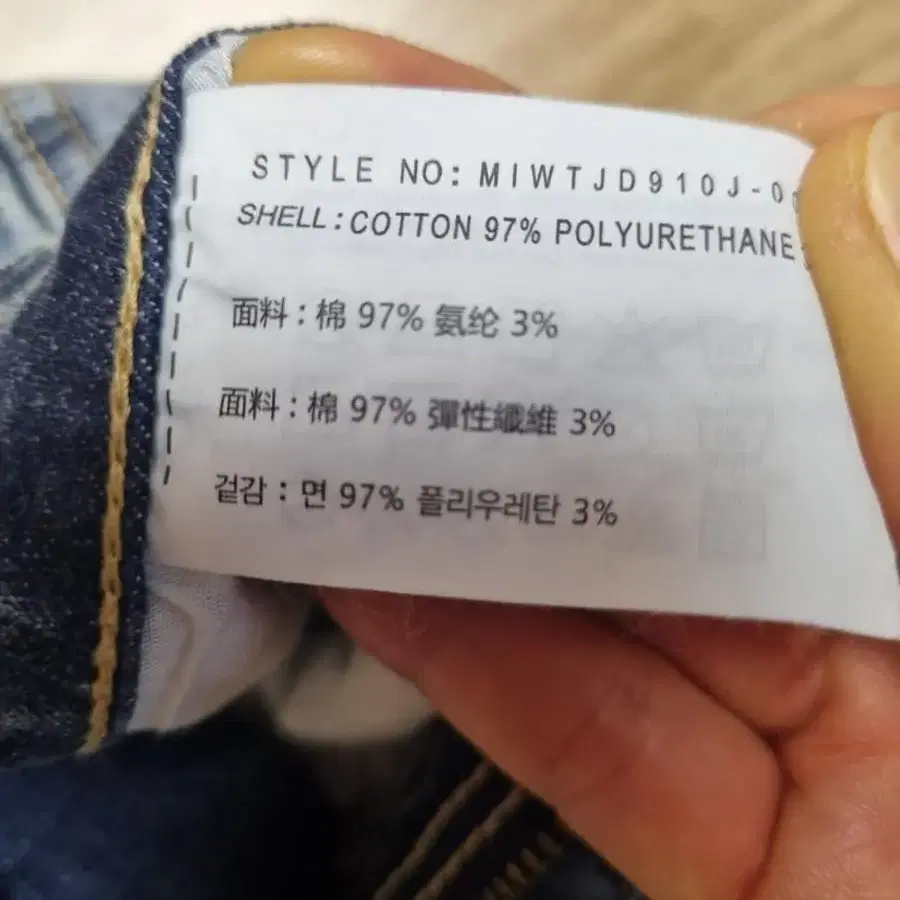 STYLE NO: MIWTJD910J-0
SHELL:COTTON 97% POLYURETHANE
面料:棉 97% 氨纶 3%
面料:棉 97% 彈性纖維 3%
겉감:면 97% 폴리우레탄 3%